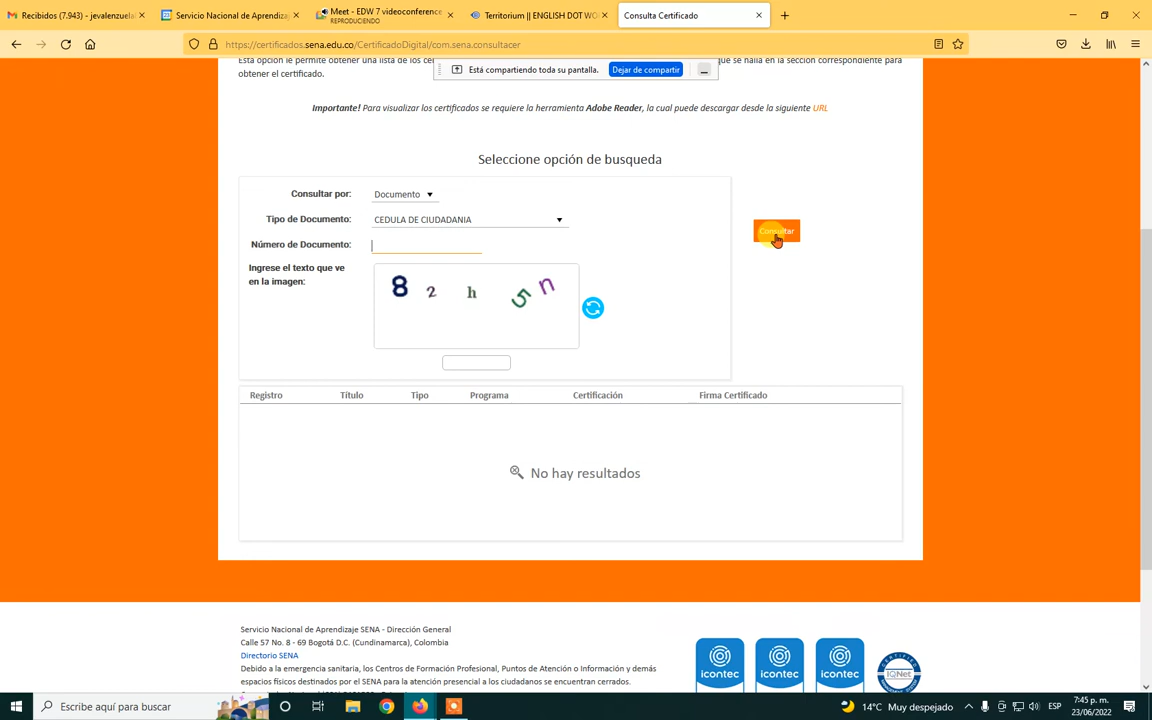 Recibidos (7.943) - jevalenzuela
Servicio Nacional de Aprendiza
Meet - EDW 7 videoconferenc
REPRODUCIENDO
Territorium || ENGLISH DOT WO
Consulta Certificado
https://certificados.sena.edu.co/CertificadoDigital/com.sena.consultacer
Está compartiendo toda su pantalla.
Dejar de compartir
Esta opción le permite obtener una lista de los cer que se halla en la sección correspondiente para
obtener el certificado.
Importante! Para visualizar los certificados se requiere la herramienta Adobe Reader, la cual puede descargar desde la siguiente URL
Seleccione opción de busqueda
Consultar por: Documento
Tipo de Documento: CEDULA DE CIUDADANIA
Consultar
Número de Documento:
Ingrese el texto que ve
en la imagen:
8 2 h 5 n
Registro Título Tipo Programa Certificación Firma Certificado
No hay resultados
Servicio Nacional de Aprendizaje SENA - Dirección General
Calle 57 No. 8 - 69 Bogotá D.C. (Cundinamarca), Colombia
Directorio SENA
Debido a la emergencia sanitaria, los Centros de Formación Profesional, Puntos de Atención o Información y demás
espacios físicos destinados por el SENA para la atención presencial a los ciudadanos se encuentran cerrados.
icontec icontec icontec IQNet
Escribe aquí para buscar
14°C Muy despejado
ESP
7:45 p. m.
23/06/2022